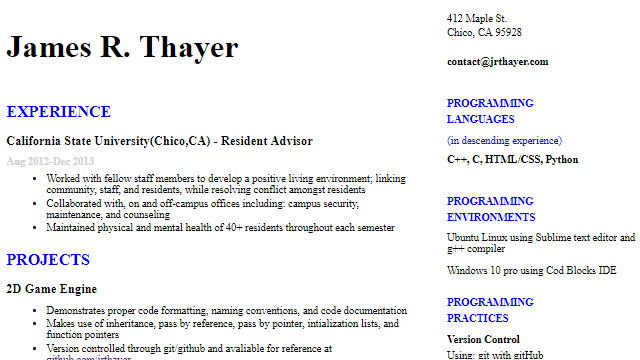 James R. Thayer
EXPERIENCE
California State University(Chico,CA) - Resident Advisor
Aug 2012-Dec 2013
• Worked with fellow staff members to develop a positive living environment; linking
community, staff, and residents, while resolving conflict amongst residents
• Collaborated with, on and off-campus offices including: campus security,
maintenance, and counseling
• Maintained physical and mental health of 40+ residents throughout each semester
PROJECTS
2D Game Engine
• Demonstrates proper code formatting, naming conventions, and code documentation
• Makes use of inheritance, pass by reference, pass by pointer, intialization lists, and
function pointers
• Version controlled through git/github and avaliable for reference at
github.com/jrthayer
412 Maple St.
Chico, CA 95928
contact@jrthayer.com
PROGRAMMING
LANGUAGES
(in descending experience)
C++, C, HTML/CSS, Python
PROGRAMMING
ENVIRONMENTS
Ubuntu Linux using Sublime text editor and
g++ compiler
Windows 10 pro using Cod Blocks IDE
PROGRAMMING
PRACTICES
Version Control
Using: git with gitHub